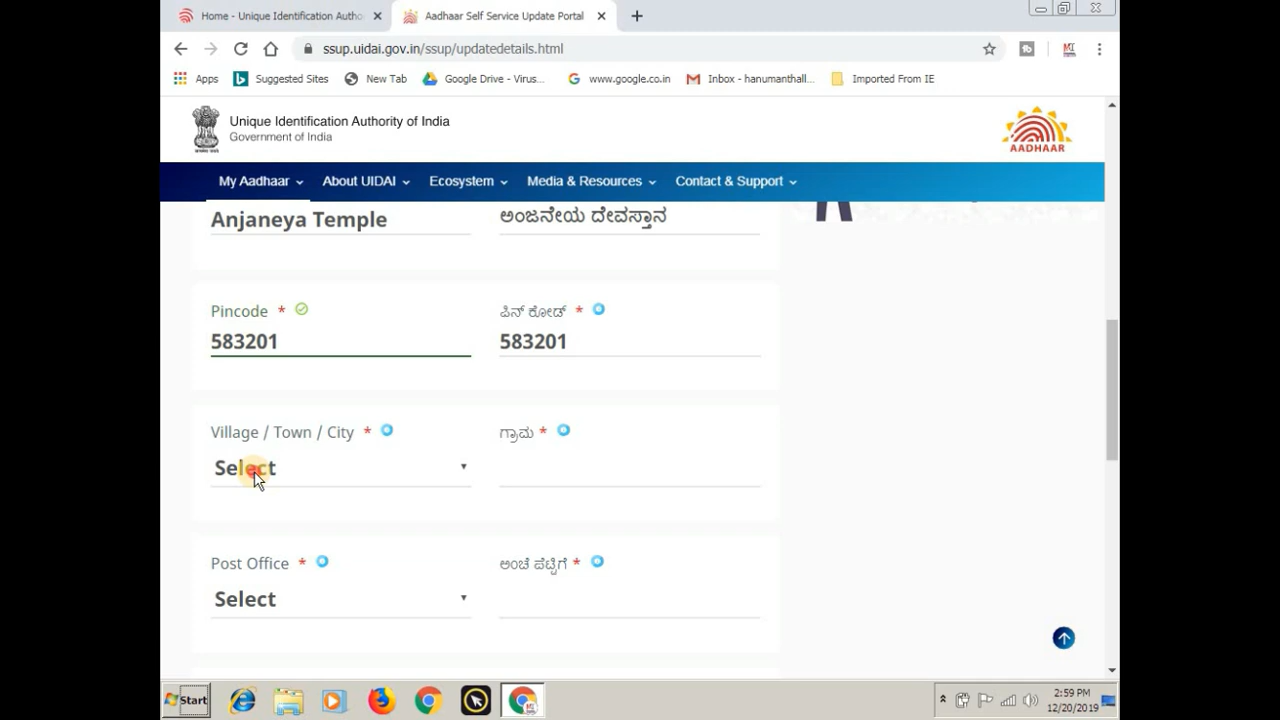 Home - Unique Identification Autho
Aadhaar Self Service Update Portal
ssup.uidai.gov.in/ssup/updatedetails.html
Apps
Suggested Sites
New Tab
Google Drive - Virus...
www.google.co.in
Inbox - hanumanthall...
Imported From IE
Unique Identification Authority of India
Government of India
AADHAAR
My Aadhaar
About UIDAI
Ecosystem
Media & Resources
Contact & Support
Anjaneya Temple
ಅಂಜನೇಯ ದೇವಸ್ತಾನ
Pincode *
ಪಿನ್ ಕೋಡ್ *
583201
583201
Village / Town / City *
ಗ್ರಾಮ *
Select
Post Office *
ಅಂಚೆ ಪೆಟ್ಟಿಗೆ *
Select
Start
2:59 PM
12/20/2019